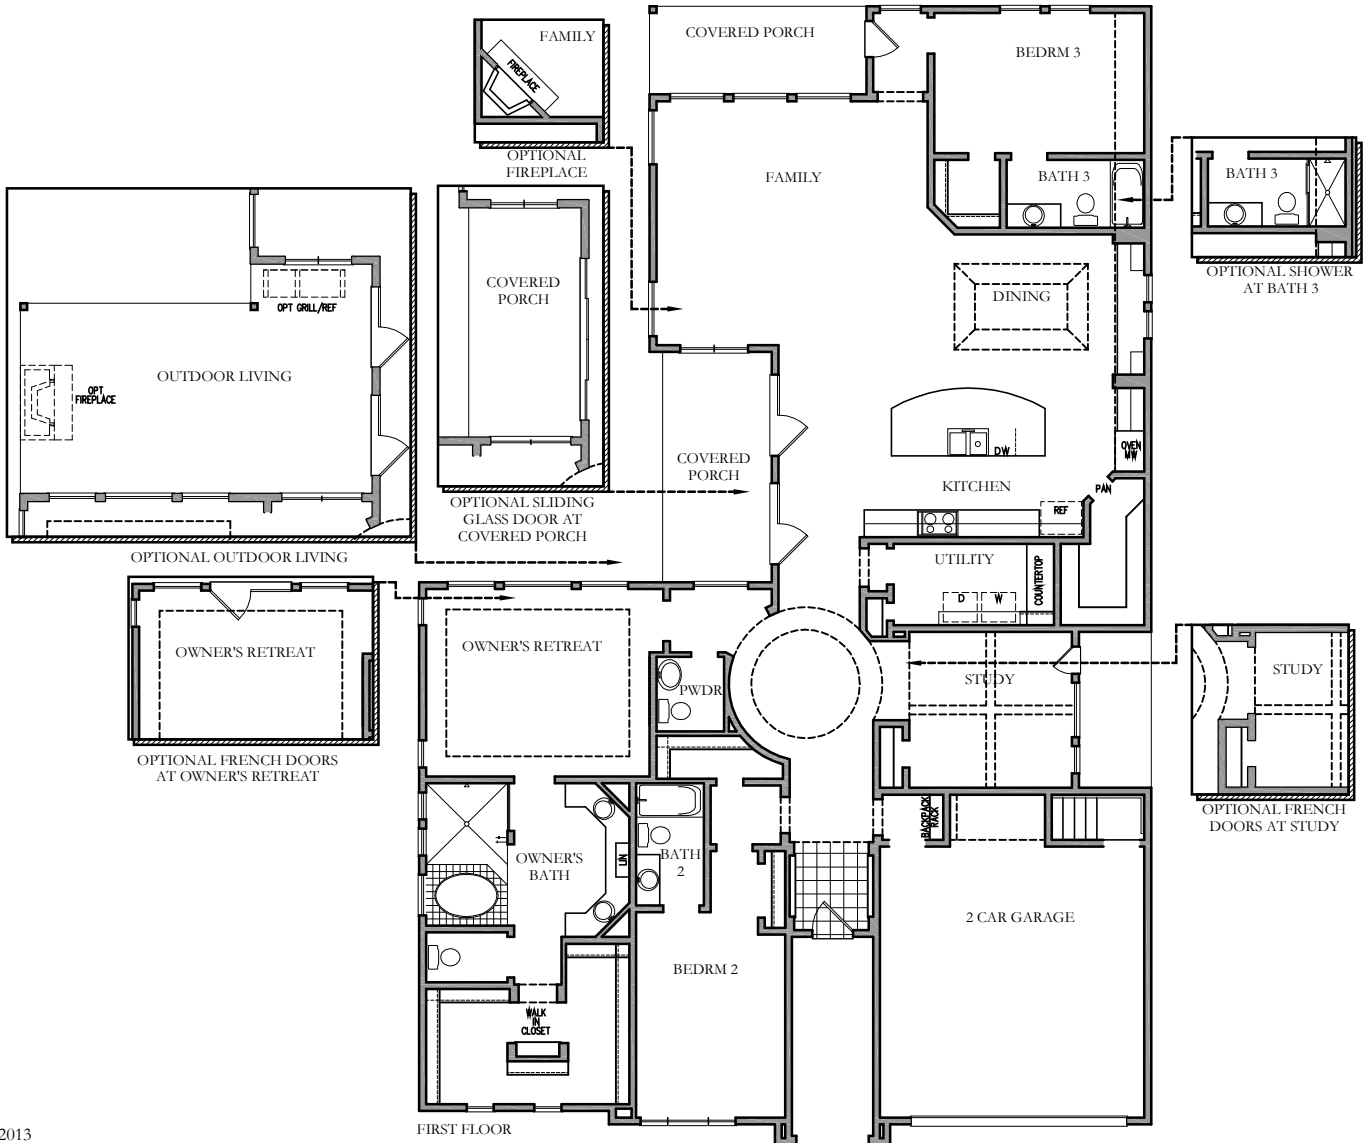 FAMILY
FIREPLACE
OPTIONAL
FIREPLACE
COVERED PORCH
BEDRM 3
FAMILY
BATH 3
BATH 3
OPTIONAL SHOWER
AT BATH 3
COVERED
PORCH
OPTIONAL SLIDING
GLASS DOOR AT
COVERED PORCH
DINING
OPT GRILL/REF
OUTDOOR LIVING
OPT
FIREPLACE
OPTIONAL OUTDOOR LIVING
COVERED
PORCH
DW
OVEN
MW
KITCHEN
PAN
REF
UTILITY
D
W
COUNTERTOP
OWNER'S RETREAT
OPTIONAL FRENCH DOORS
AT OWNER'S RETREAT
OWNER'S RETREAT
PWDR
STUDY
STUDY
OPTIONAL FRENCH
DOORS AT STUDY
BACKPACK
RACK
OWNER'S
BATH
LIN
BATH
2
2 CAR GARAGE
BEDRM 2
WALK
IN
CLOSET
FIRST FLOOR
2013